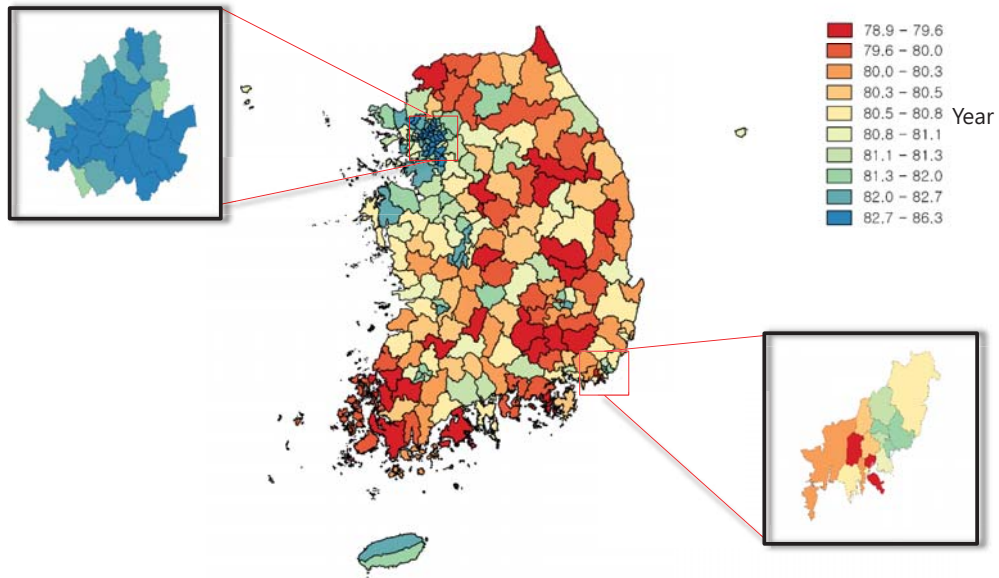 78.9 – 79.6
79.6 – 80.0
80.0 – 80.3
80.3 – 80.5
80.5 – 80.8 Year
80.8 – 81.1
81.1 – 81.3
81.3 – 82.0
82.0 – 82.7
82.7 – 86.3